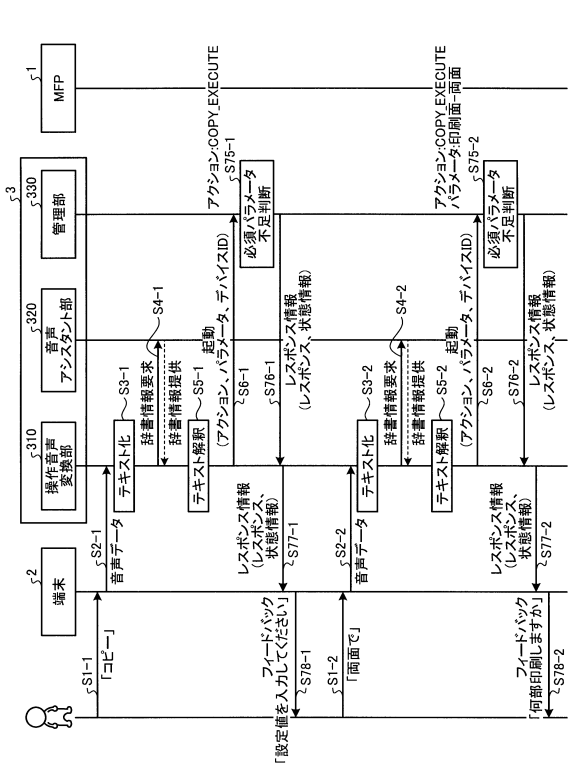 3
1
MFP
330
管理部
320
音声
アシスタント部
310
操作音声
変換部
2
端末
S1-1
「コピー」
S2-1
音声データ
テキスト化
S3-1
辞書情報要求
S4-1
辞書情報提供
テキスト解釈
S5-1
起動
(アクション、パラメータ、デバイスID)
S6-1
アクション:COPY_EXECUTE
S75-1
必須パラメータ
不足判断
S76-1
レスポンス情報
(レスポンス、状態情報)
レスポンス情報
(レスポンス、
状態情報)
S77-1
フィードバック
「設定値を入力してください」
S78-1
S1-2
「両面で」
S2-2
音声データ
テキスト化
S3-2
辞書情報要求
S4-2
辞書情報提供
テキスト解釈
S5-2
起動
(アクション、パラメータ、デバイスID)
S6-2
アクション:COPY_EXECUTE
パラメータ:印刷面=両面
S75-2
必須パラメータ
不足判断
S76-2
レスポンス情報
(レスポンス、状態情報)
レスポンス情報
(レスポンス、
状態情報)
S77-2
フィードバック
「何部印刷しますか」
S78-2